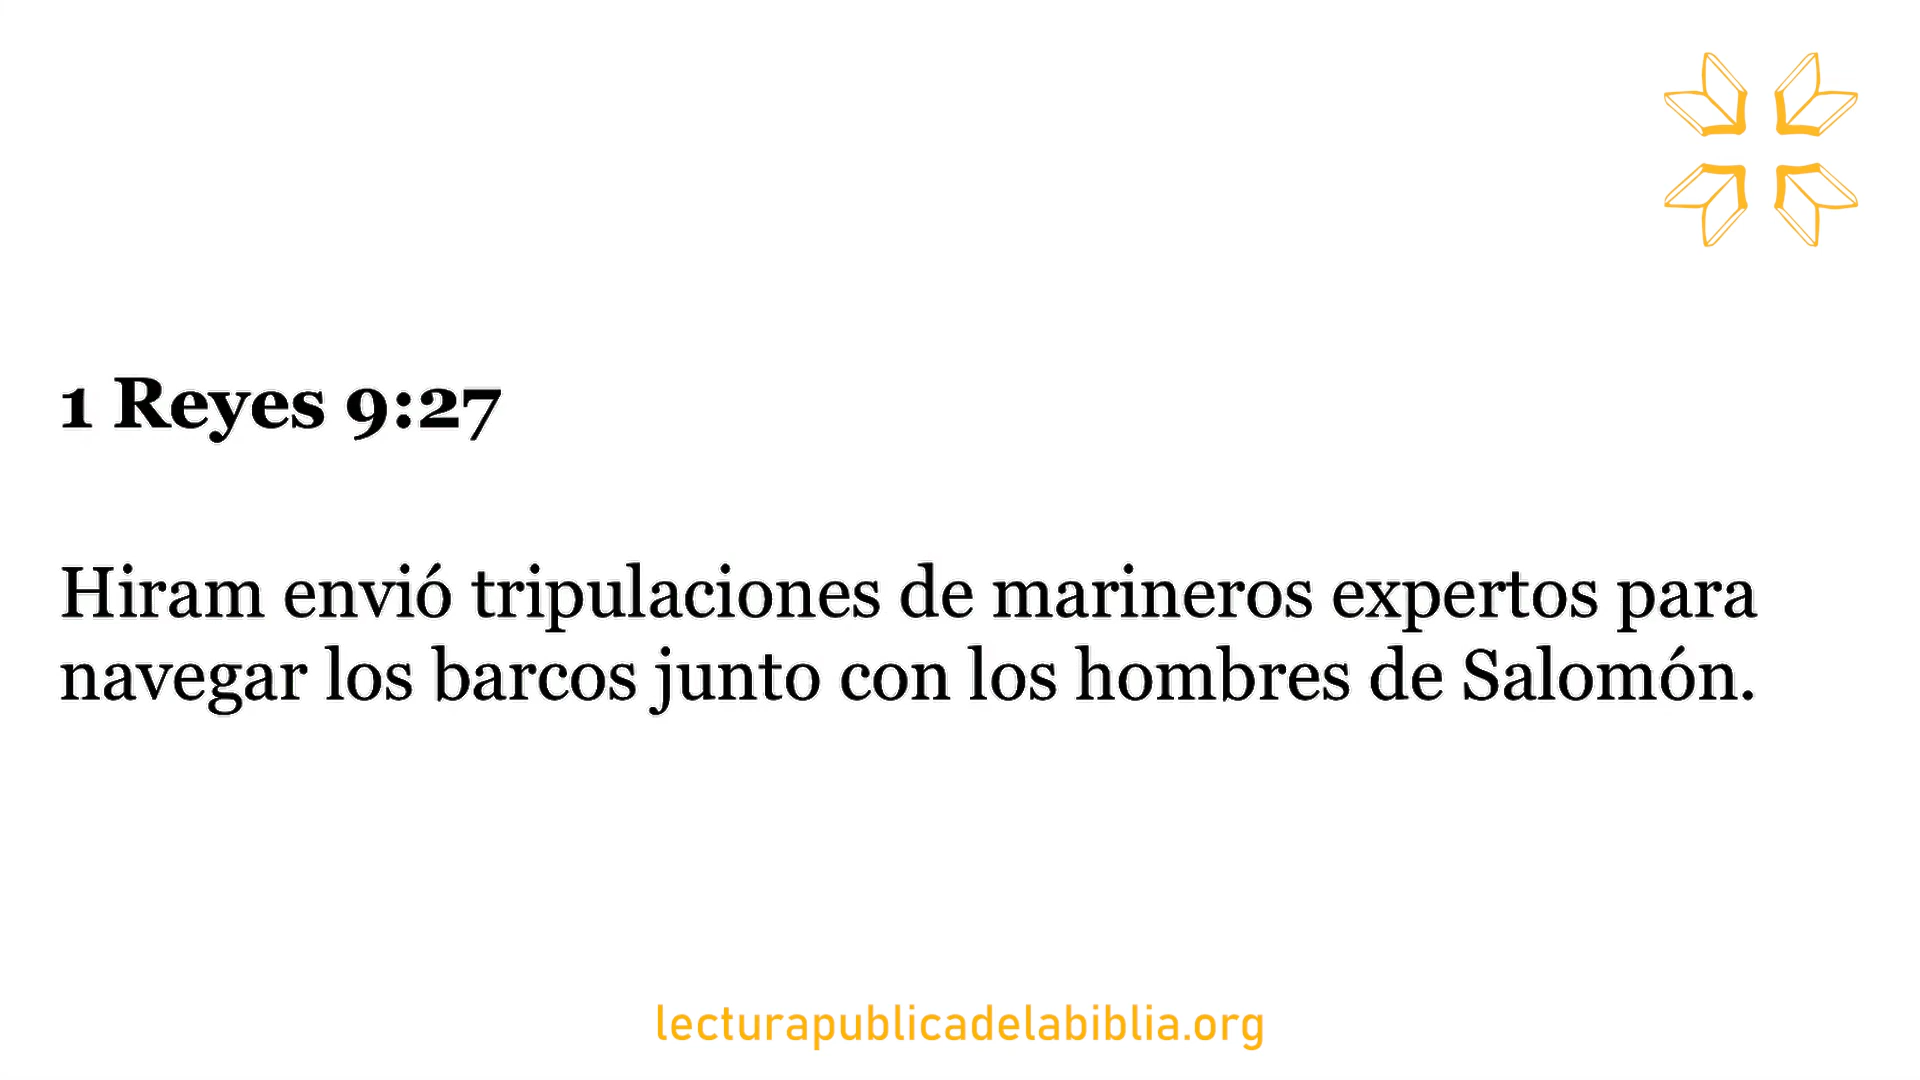 1 Reyes 9:27
Hiram envió tripulaciones de marineros expertos para
navegar los barcos junto con los hombres de Salomón.
lecturapublicadelabiblia.org